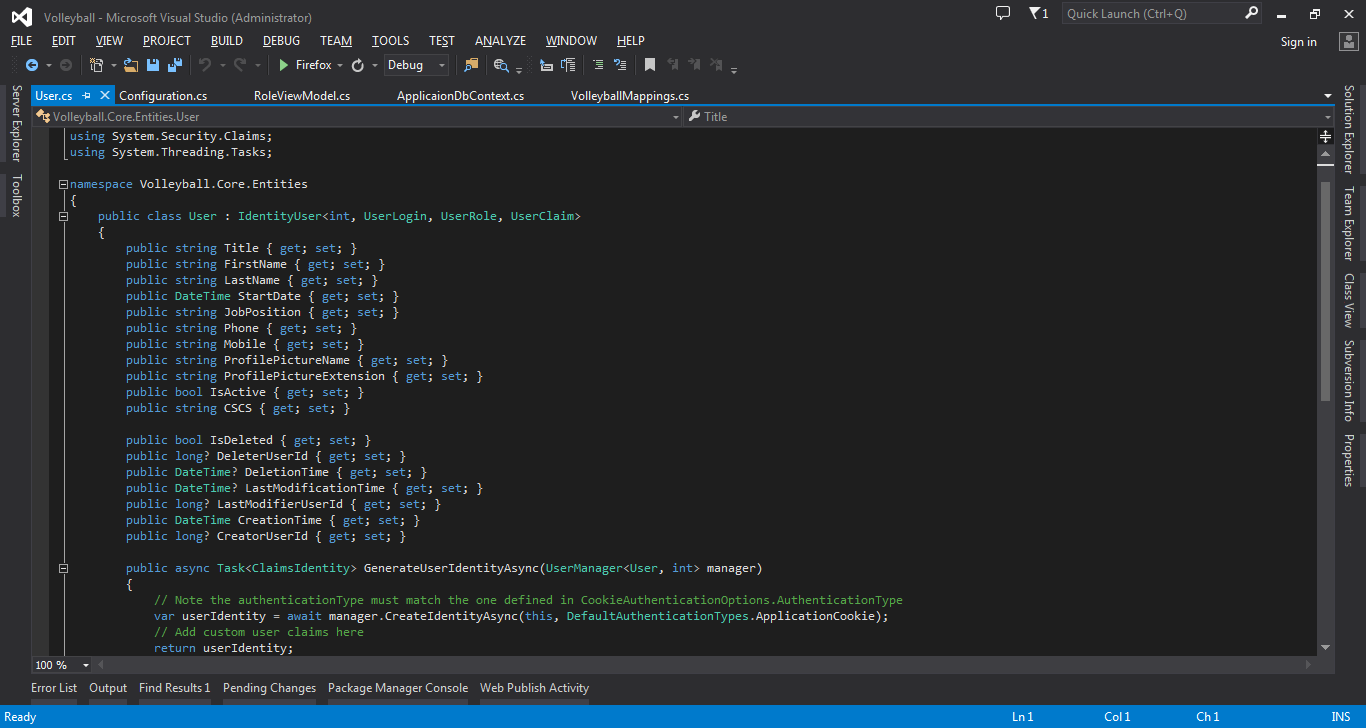 Volleyball - Microsoft Visual Studio (Administrator)
1
Quick Launch (Ctrl+Q)
FILE EDIT VIEW PROJECT BUILD DEBUG TEAM TOOLS TEST ANALYZE WINDOW HELP
Sign in
Firefox Debug
User.cs Configuration.cs RoleViewModel.cs ApplicaionDbContext.cs VolleyballMappings.cs
Volleyball.Core.Entities.User Title
Server Explorer
Toolbox
using System.Security.Claims;
using System.Threading.Tasks;
namespace Volleyball.Core.Entities
{
public class User : IdentityUser<int, UserLogin, UserRole, UserClaim>
{
public string Title { get; set; }
public string FirstName { get; set; }
public string LastName { get; set; }
public DateTime StartDate { get; set; }
public string JobPosition { get; set; }
public string Phone { get; set; }
public string Mobile { get; set; }
public string ProfilePictureName { get; set; }
public string ProfilePictureExtension { get; set; }
public bool IsActive { get; set; }
public string CSCS { get; set; }
public bool IsDeleted { get; set; }
public long? DeleterUserId { get; set; }
public DateTime? DeletionTime { get; set; }
public DateTime? LastModificationTime { get; set; }
public long? LastModifierUserId { get; set; }
public DateTime CreationTime { get; set; }
public long? CreatorUserId { get; set; }
public async Task<ClaimsIdentity> GenerateUserIdentityAsync(UserManager<User, int> manager)
{
// Note the authenticationType must match the one defined in CookieAuthenticationOptions.AuthenticationType
var userIdentity = await manager.CreateIdentityAsync(this, DefaultAuthenticationTypes.ApplicationCookie);
// Add custom user claims here
return userIdentity;
Solution Explorer
Team Explorer
Class View
Subversion Info
Properties
100 %
Error List Output Find Results 1 Pending Changes Package Manager Console Web Publish Activity
Ready Ln 1 Col 1 Ch 1 INS